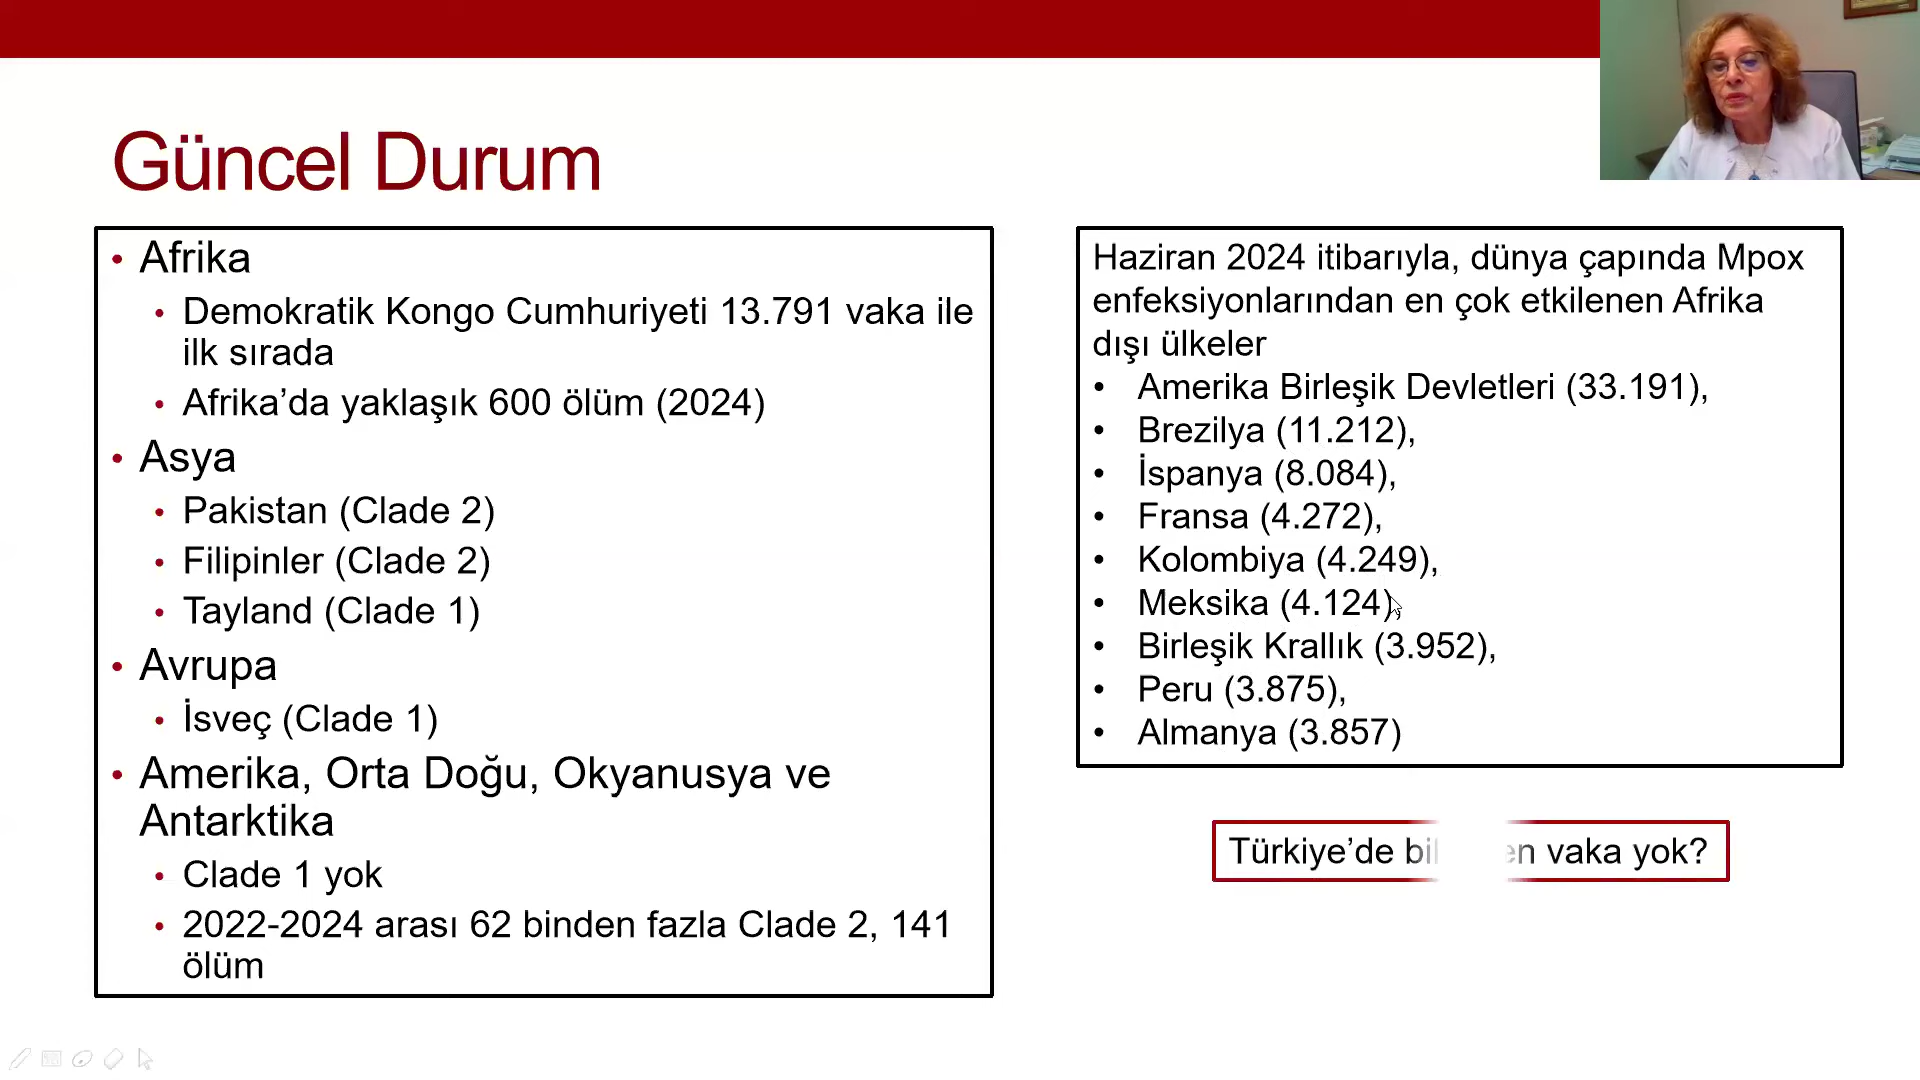 Güncel Durum
• Afrika
• Demokratik Kongo Cumhuriyeti 13.791 vaka ile
ilk sırada
• Afrika’da yaklaşık 600 ölüm (2024)
• Asya
• Pakistan (Clade 2)
• Filipinler (Clade 2)
• Tayland (Clade 1)
• Avrupa
• İsveç (Clade 1)
• Amerika, Orta Doğu, Okyanusya ve
Antarktika
• Clade 1 yok
• 2022-2024 arası 62 binden fazla Clade 2, 141
ölüm
Haziran 2024 itibarıyla, dünya çapında Mpox
enfeksiyonlarından en çok etkilenen Afrika
dışı ülkeler
• Amerika Birleşik Devletleri (33.191),
• Brezilya (11.212),
• İspanya (8.084),
• Fransa (4.272),
• Kolombiya (4.249),
• Meksika (4.124),
• Birleşik Krallık (3.952),
• Peru (3.875),
• Almanya (3.857)
Türkiye’de vaka yok?